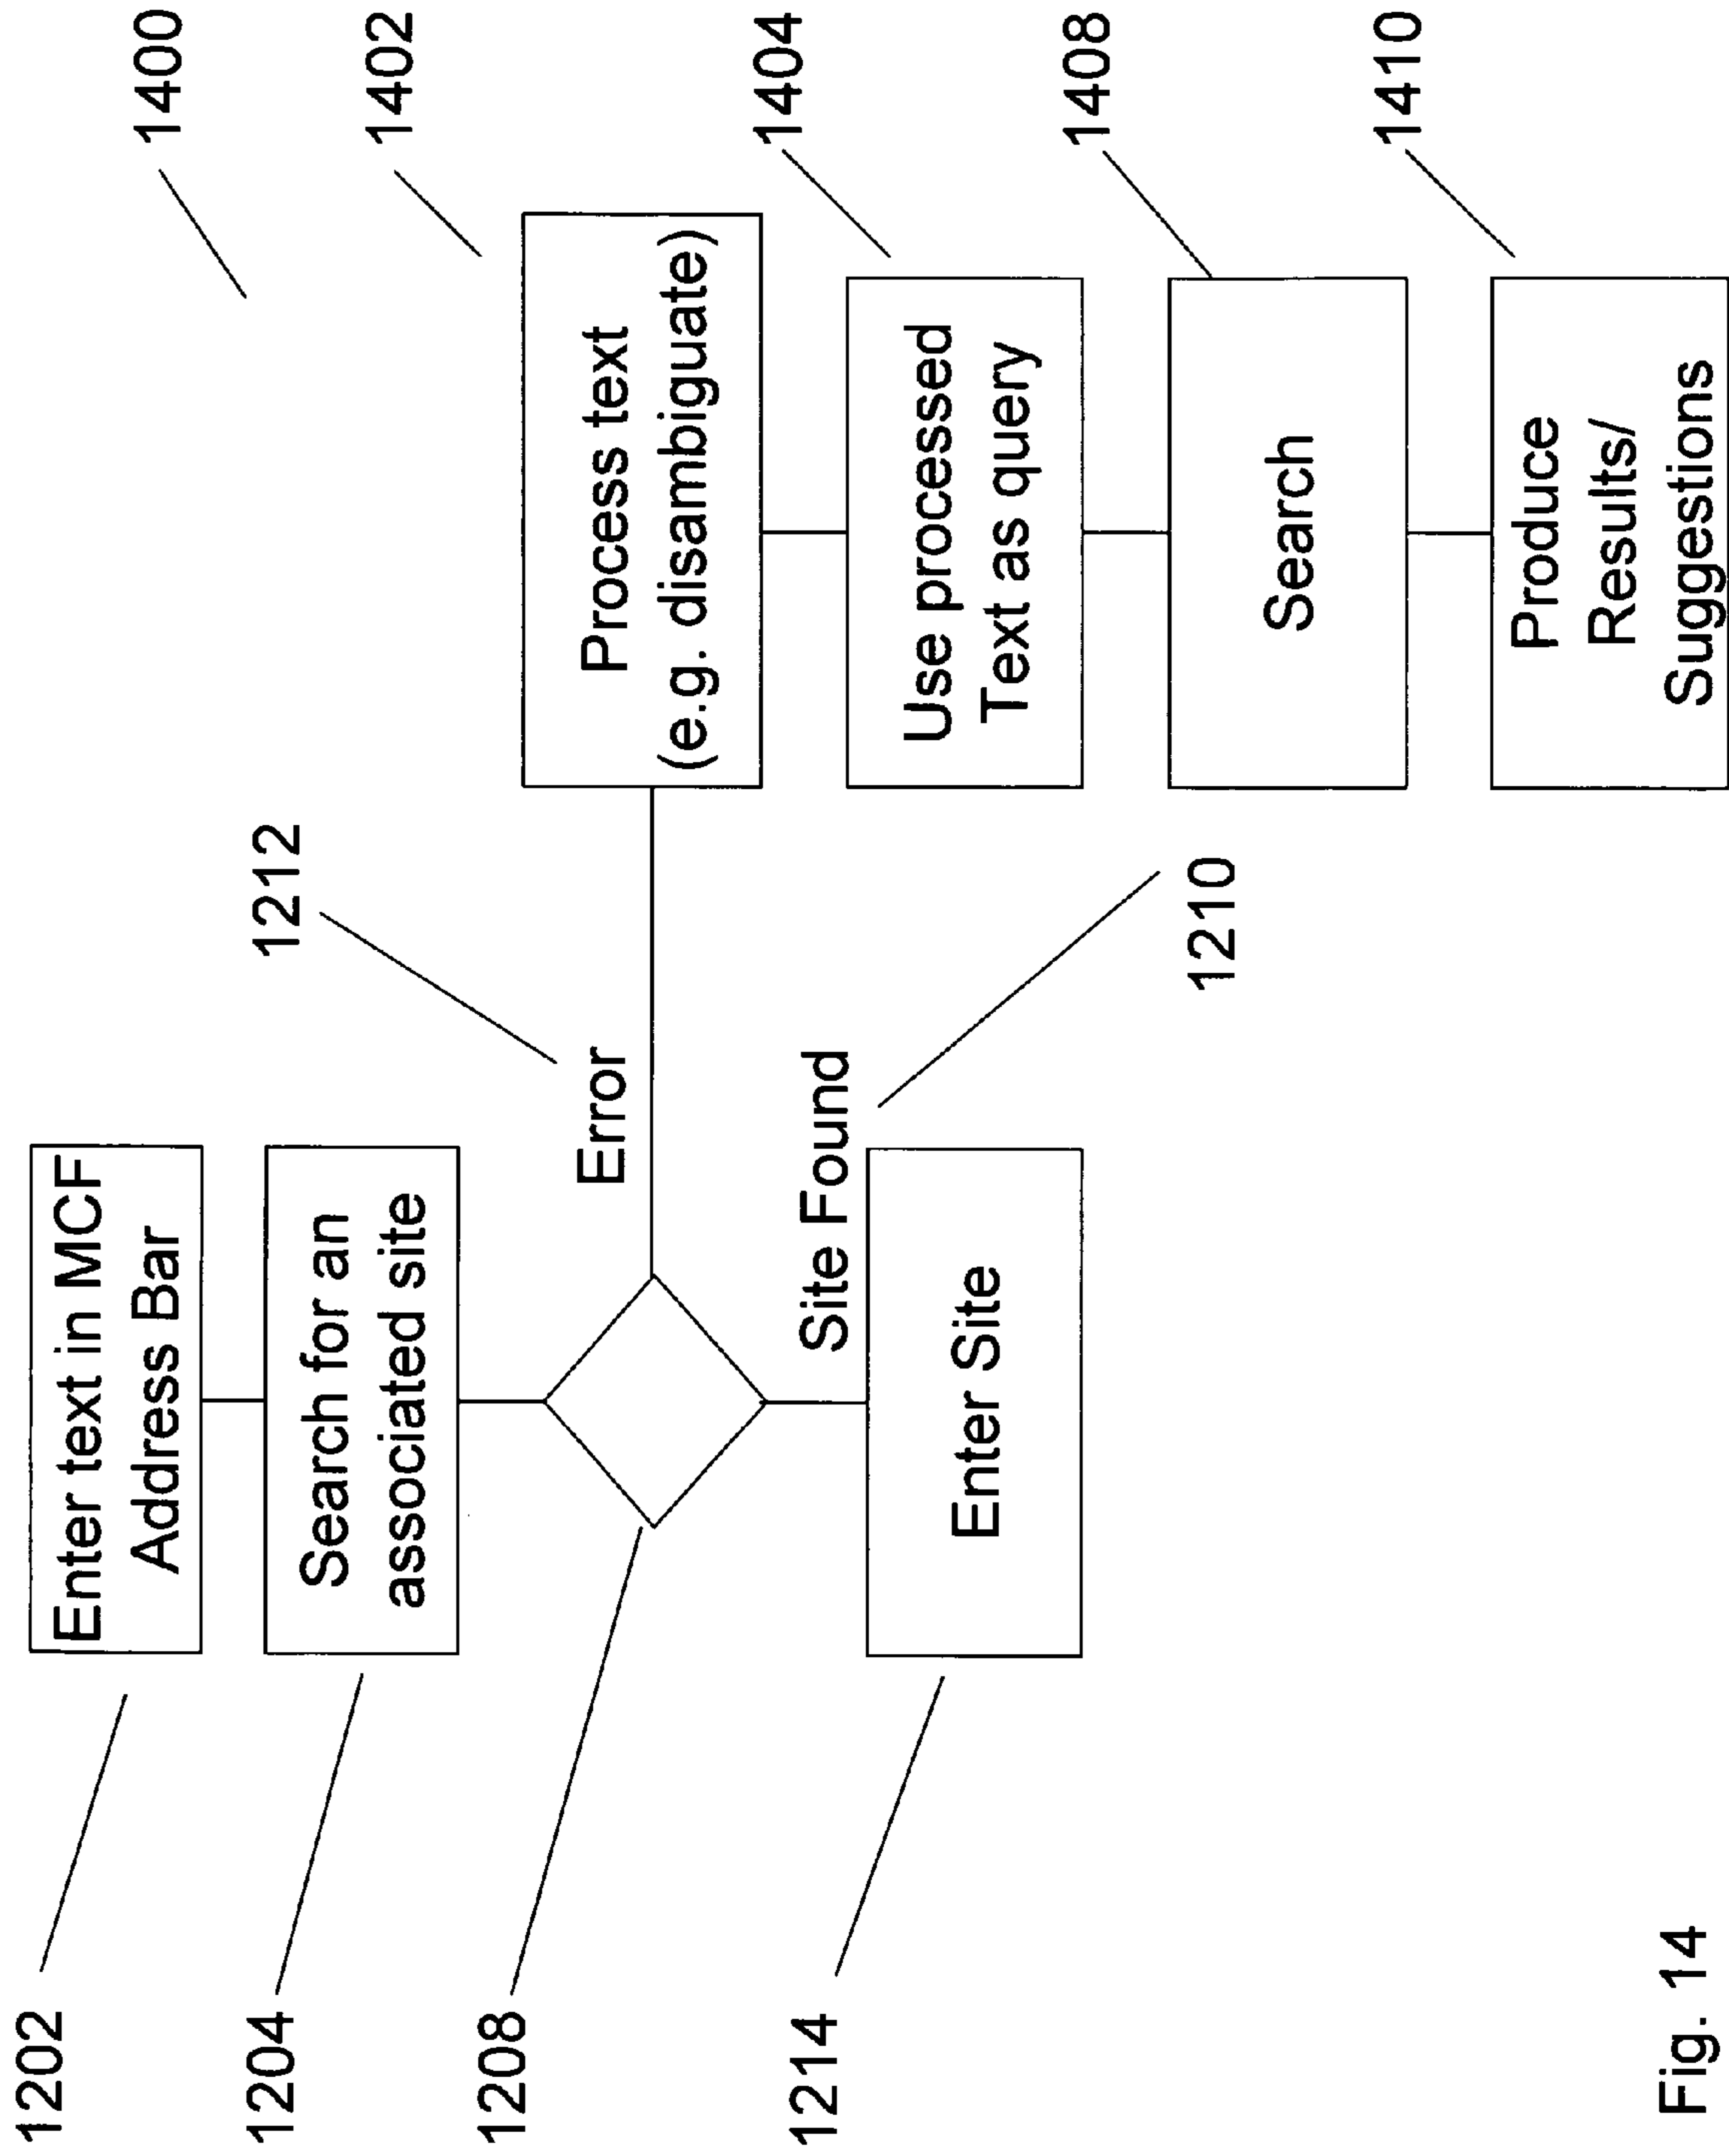 1400
1202
Enter text in MCF
Address Bar
1204
Search for an
associated site
1208
1212
Error
1402
Process text
(e.g. disambiguate)
1404
Use processed
Text as query
1408
Search
1410
Produce
Results/
Suggestions
Site Found
1210
1214
Enter Site
Fig. 14